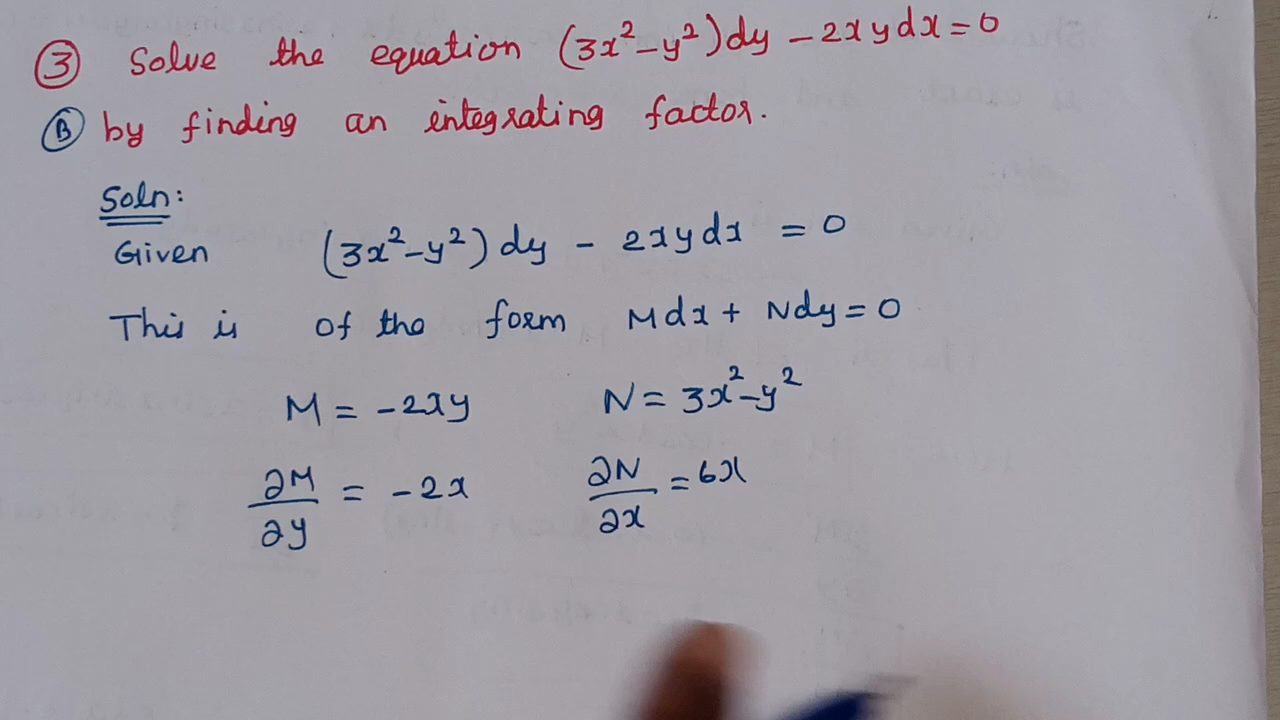 ③ Solve the equation (3x²-y²)dy - 2xydx = 0
Ⓑ by finding an integrating factor.
Soln:
Given (3x²-y²) dy - 2xydx = 0
This is of the form Mdx + Ndy = 0
M = -2xy N = 3x²-y²
∂M/∂y = -2x ∂N/∂x = 6x